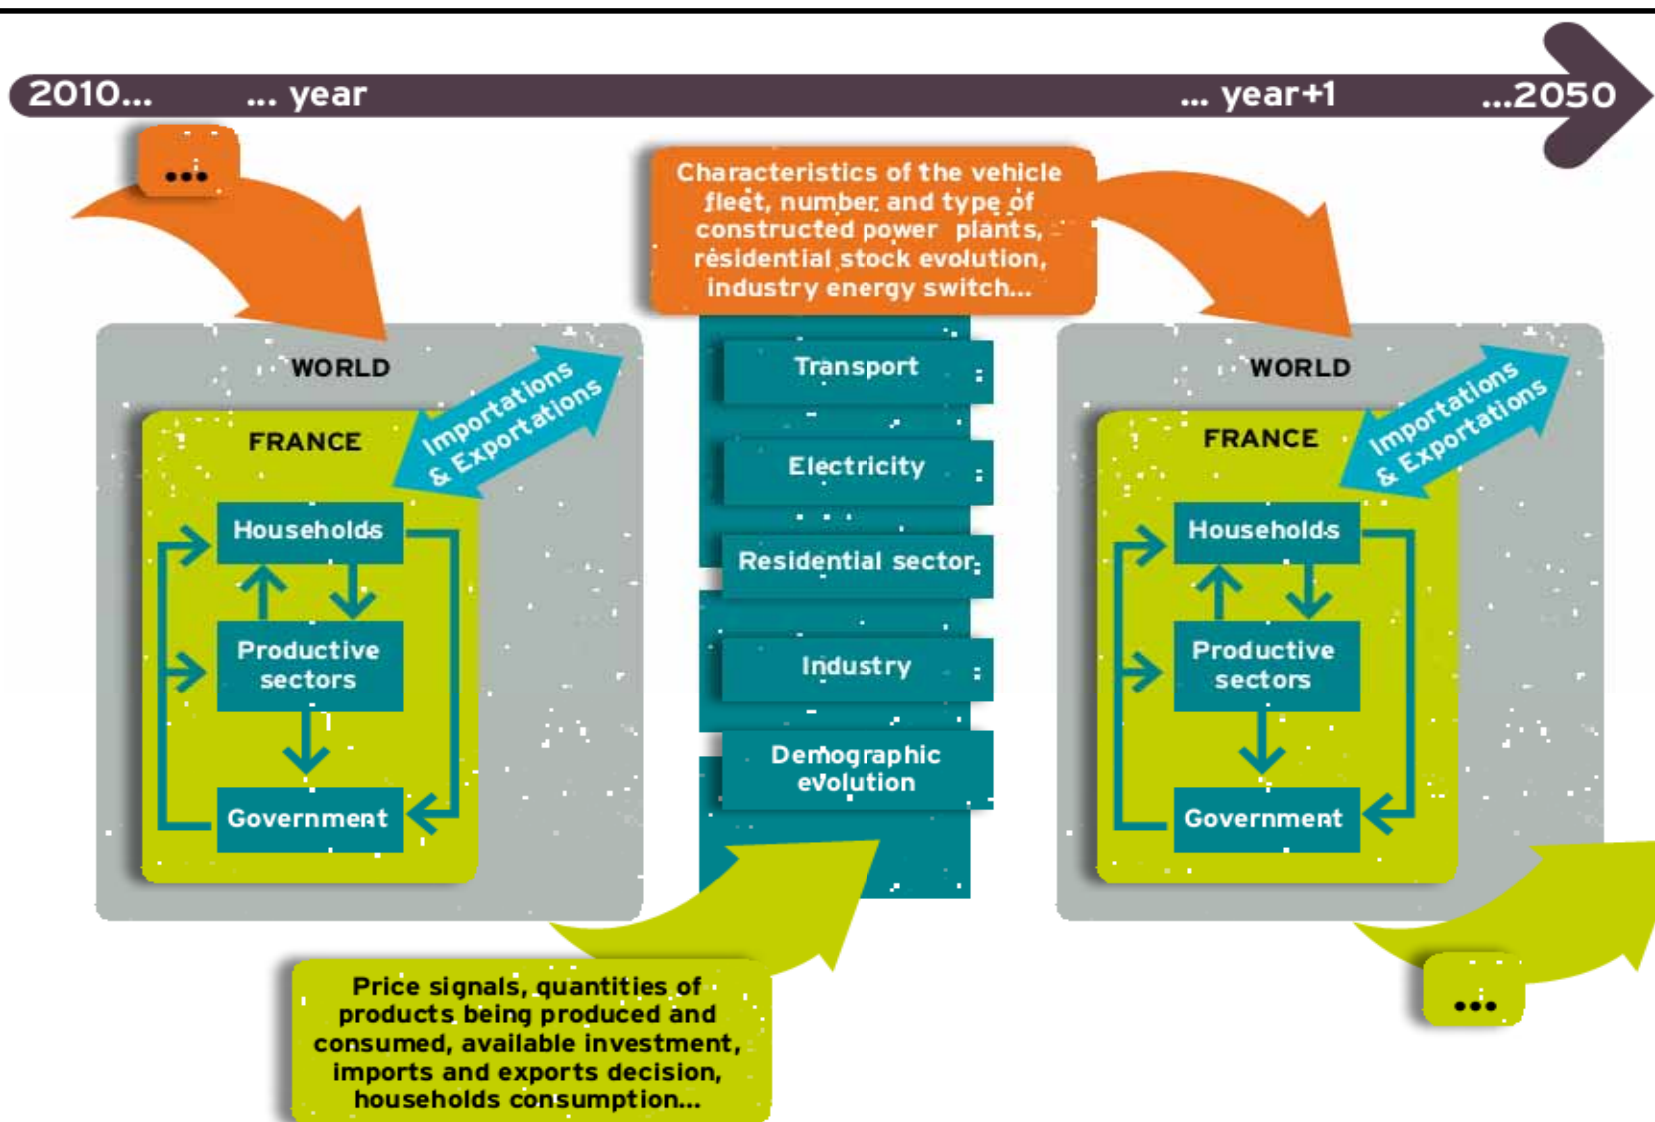 2010...
... year
... year+1
...2050
...
Characteristics of the vehicle
fleet, number and type of
constructed power plants,
residential stock evolution,
industry energy switch...
WORLD
Importations
& Exportations
FRANCE
Households
Productive
sectors
Government
Transport
Electricity
Residential sector
Industry
Demographic
evolution
WORLD
Importations
& Exportations
FRANCE
Households
Productive
sectors
Government
Price signals, quantities of
products being produced and
consumed, available investment,
imports and exports decision,
households consumption...
...